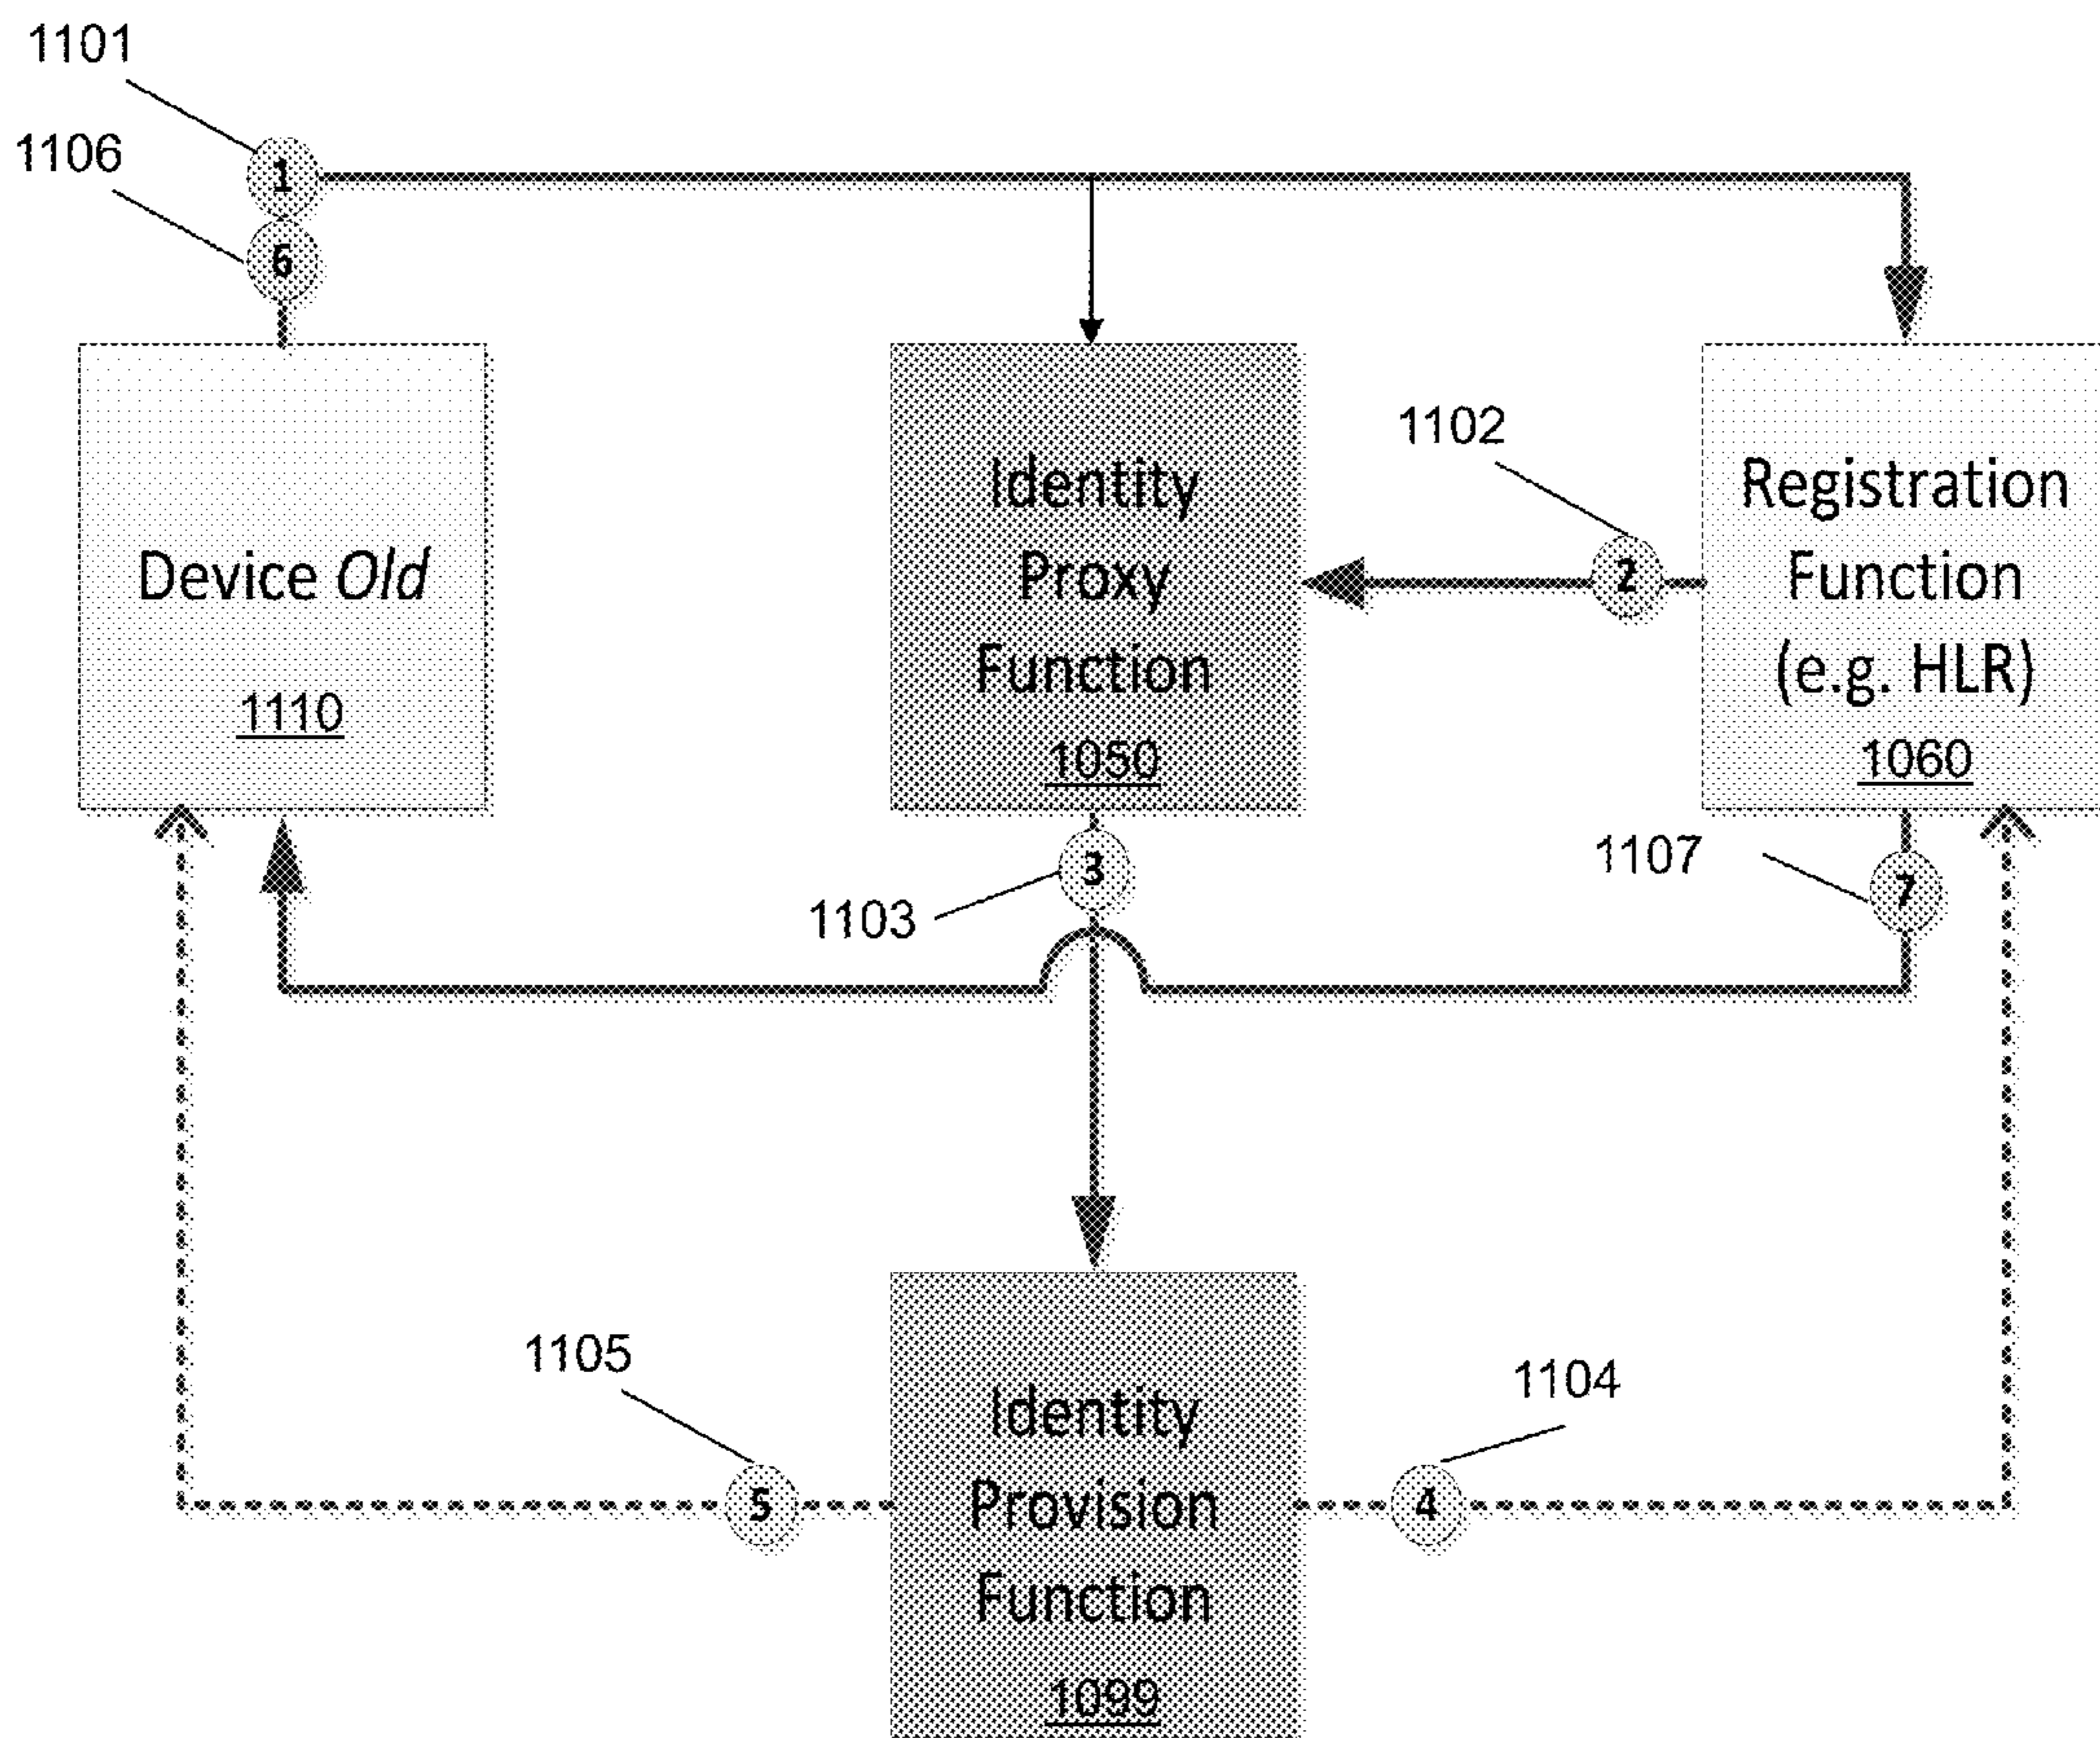 1101
1106
1
6
Device Old
1110
Identity
Proxy
Function
1050
1102
2
Registration
Function
(e.g. HLR)
1060
3
1103
1107
7
1105
5
Identity
Provision
Function
1099
1104
4